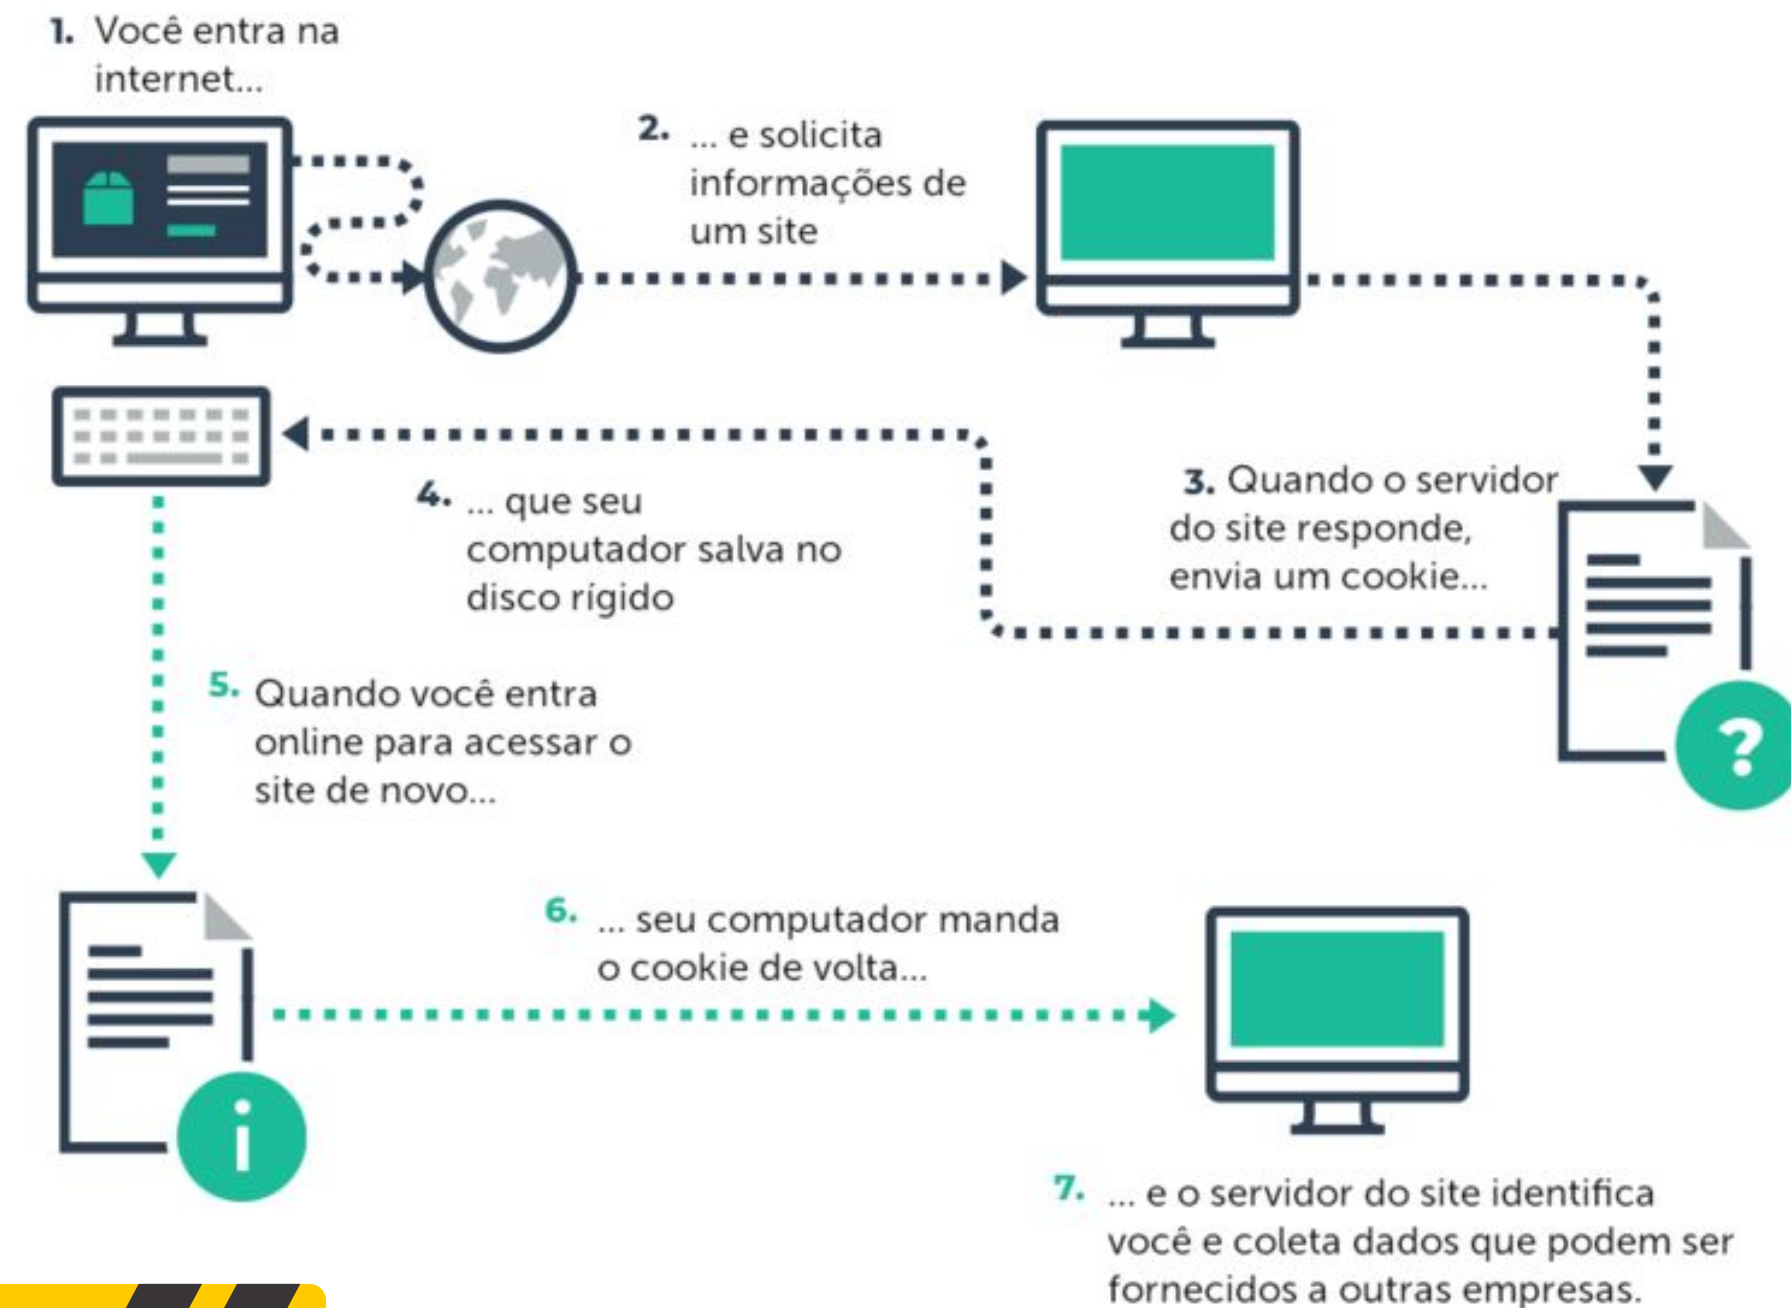 1. Você entra na
internet...
2. ... e solicita
informações de
um site
3. Quando o servidor
do site responde,
envia um cookie...
4. ... que seu
computador salva no
disco rígido
5. Quando você entra
online para acessar o
site de novo...
?
6. ... seu computador manda
o cookie de volta...
i
7. ... e o servidor do site identifica
você e coleta dados que podem ser
fornecidos a outras empresas.